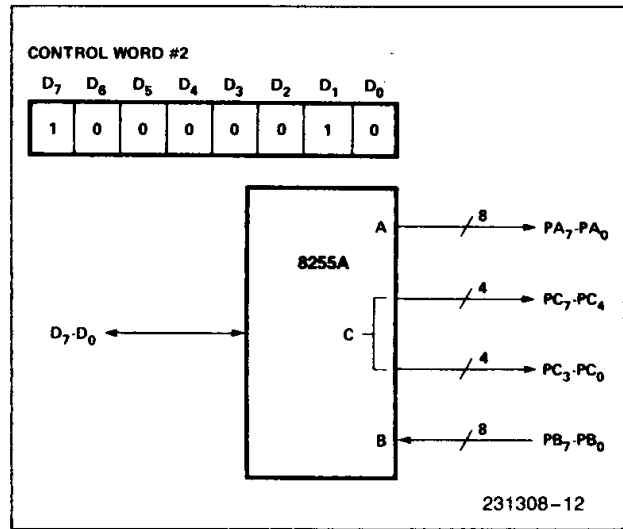 CONTROL WORD #2
D7 D6 D5 D4 D3 D2 D1 D0
1 0 0 0 0 0 1 0
8255A
A
8
PA7-PA0
4
PC7-PC4
D7-D0
C
4
PC3-PC0
B
8
PB7-PB0
231308-12